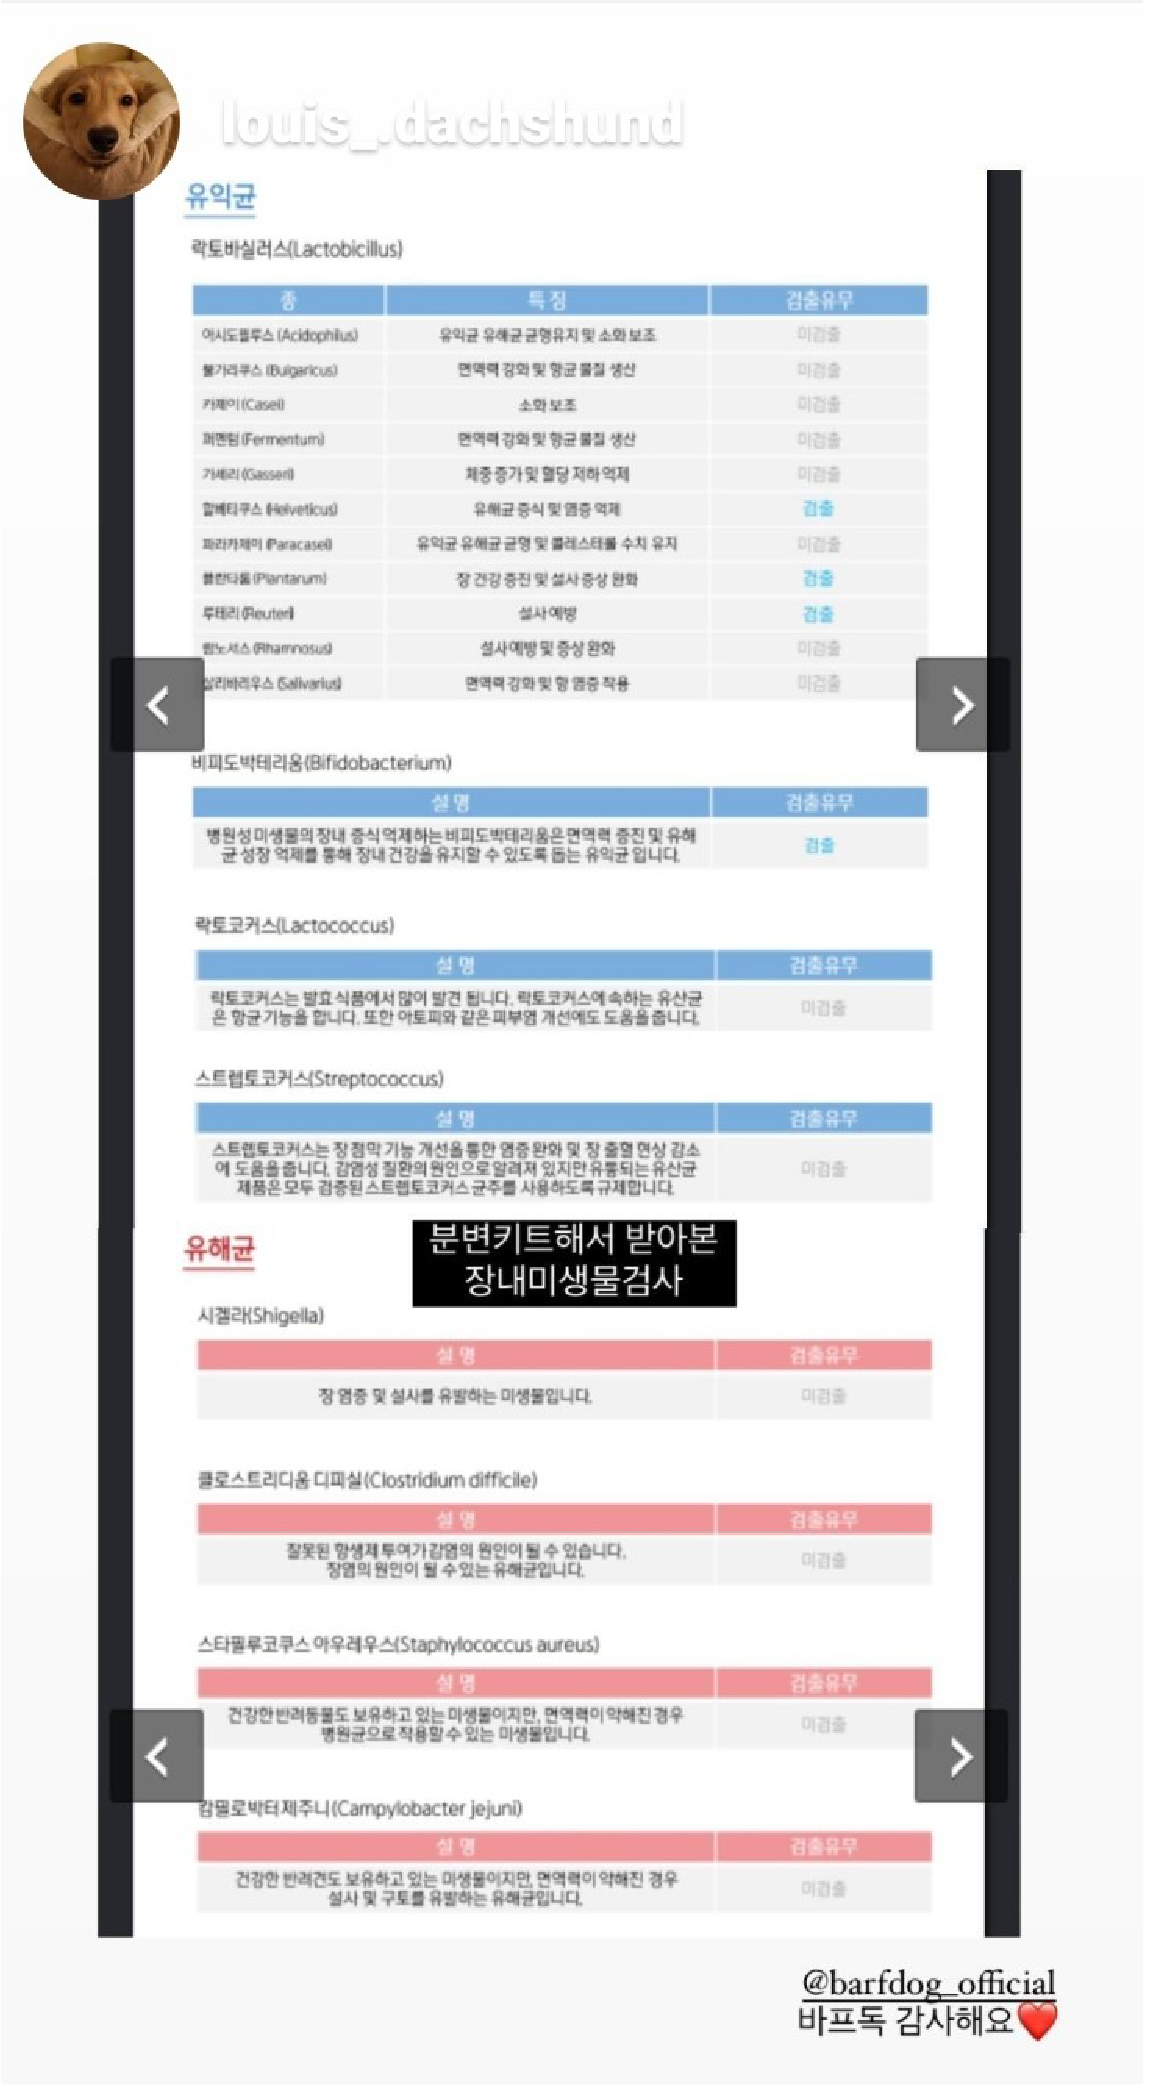 louis_.dachshund
유익균
락토바실러스(Lactobicillus)
종 특징 검출유무
아시도필루스 (Acidophilus) 유익균 유해균 균형유지 및 소화 보조 미검출
불가리쿠스 (Bulgaricus) 면역력 강화 및 항균 물질 생산 미검출
카제이 (Casei) 소화 보조 미검출
퍼멘텀 (Fermentum) 면역력 강화 및 항균 물질 생산 미검출
가세리 (Gasseri) 체중 증가 및 혈당 저하 억제 미검출
할베티쿠스 (Helveticus) 유해균 증식 및 염증 억제 검출
파라카제이 (Paracasei) 유익균 유해균 균형 및 콜레스테롤 수치 유지 미검출
플란타룸 (Plantarum) 장 건강 증진 및 설사 증상 완화 검출
루테리 (Reuteri) 설사 예방 검출
람노서스 (Rhamnosus) 설사 예방 및 증상 완화 미검출
살리바리우스 (Salivarius) 면역력 강화 및 항 염증 작용 미검출
비피도박테리움(Bifidobacterium)
설 명 검출유무
병원성 미생물의 장내 증식 억제하는 비피도박테리움은 면역력 증진 및 유해
균 성장 억제를 통해 장내 건강을 유지할 수 있도록 돕는 유익균 입니다. 검출
락토코커스(Lactococcus)
설 명 검출유무
락토코커스는 발효 식품에서 많이 발견 됩니다. 락토코커스에 속하는 유산균
은 항균 기능을 합니다. 또한 아토피와 같은 피부염 개선에도 도움을 줍니다. 미검출
스트렙토코커스(Streptococcus)
설 명 검출유무
스트렙토코커스는 장 점막 기능 개선을 통한 염증 완화 및 장 출혈 현상 감소
에 도움을 줍니다. 감염성 질환의 원인으로 알려져 있지만 유통되는 유산균
제품은 모두 검증된 스트렙토코커스 균주를 사용하도록 규제합니다. 미검출
유해균
분변키트해서 받아본
장내미생물검사
시겔라(Shigella)
설 명 검출유무
장 염증 및 설사를 유발하는 미생물입니다. 미검출
클로스트리디움 디피실(Clostridium difficile)
설 명 검출유무
잘못된 항생제 투여가 감염의 원인이 될 수 있습니다.
장염의 원인이 될 수 있는 유해균입니다. 미검출
스타필루코쿠스 아우레우스(Staphylococcus aureus)
설 명 검출유무
건강한 반려동물도 보유하고 있는 미생물이지만, 면역력이 약해진 경우
병원균으로 작용할 수 있는 미생물입니다. 미검출
캄필로박터 제주니(Campylobacter jejuni)
설 명 검출유무
건강한 반려견도 보유하고 있는 미생물이지만, 면역력이 약해진 경우
설사 및 구토를 유발하는 유해균입니다. 미검출
@barfdog_official
바프독 감사해요❤️